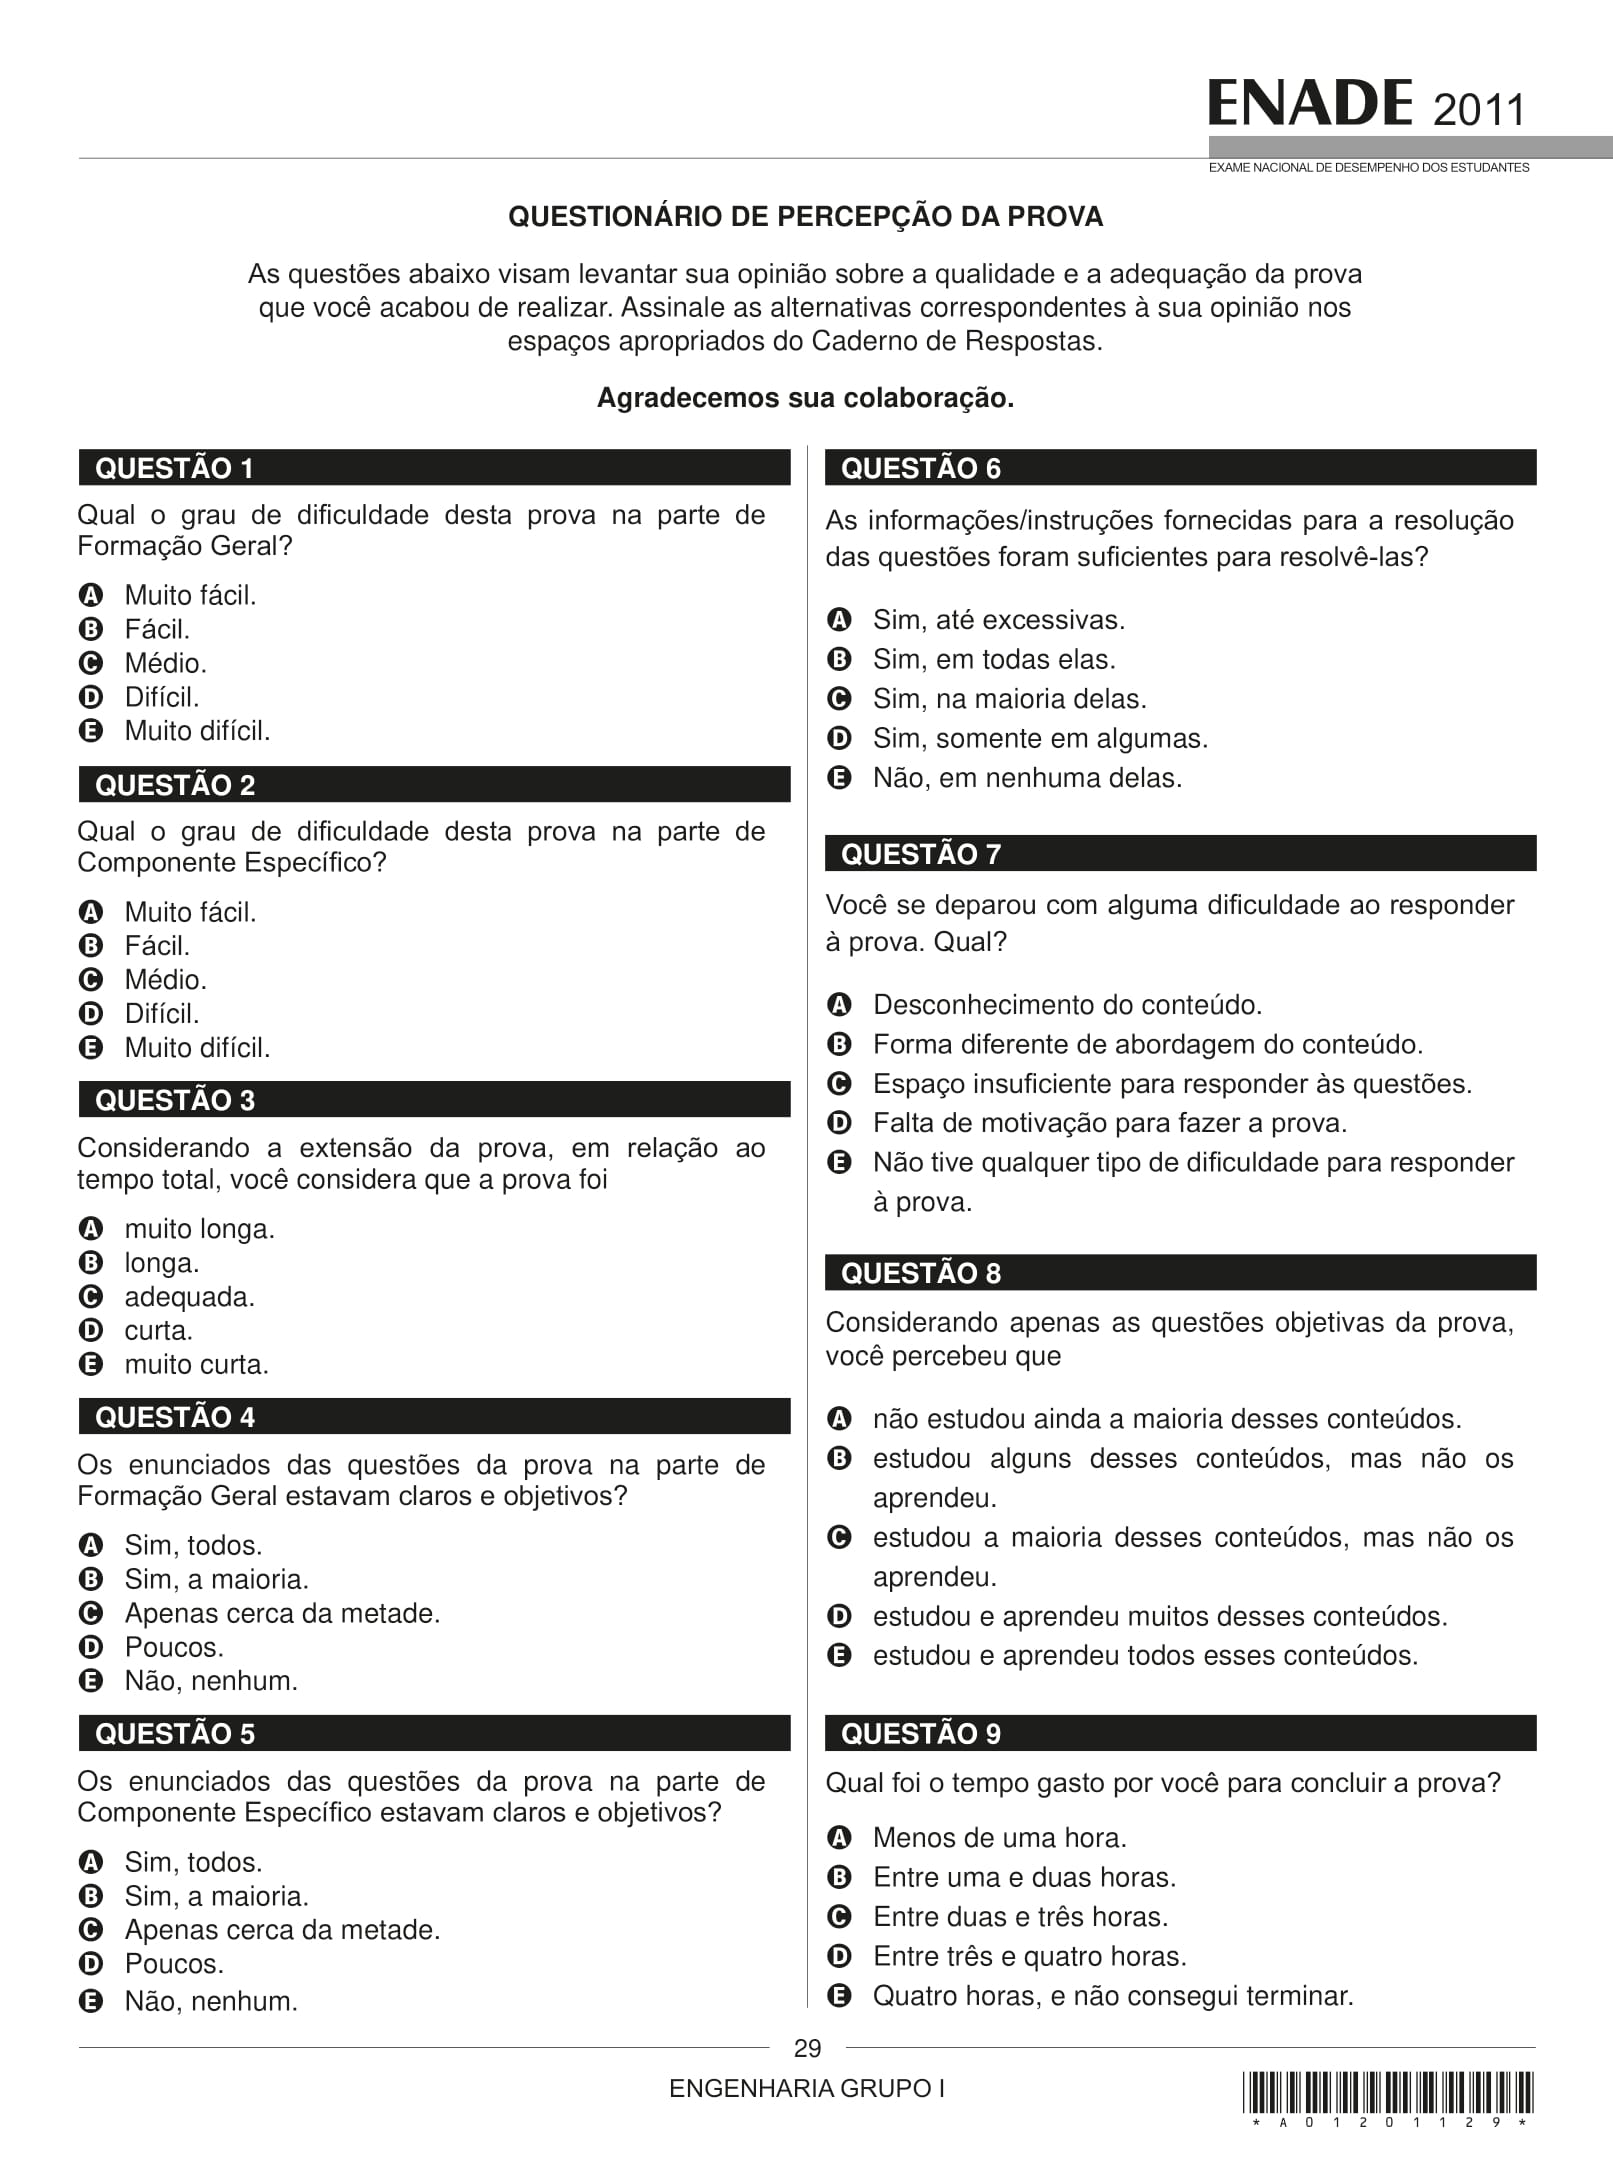 ENADE 2011
EXAME NACIONAL DE DESEMPENHO DOS ESTUDANTES
QUESTIONÁRIO DE PERCEPÇÃO DA PROVA
As questões abaixo visam levantar sua opinião sobre a qualidade e a adequação da prova
que você acabou de realizar. Assinale as alternativas correspondentes à sua opinião nos
espaços apropriados do Caderno de Respostas.
Agradecemos sua colaboração.
QUESTÃO 1
Qual o grau de dificuldade desta prova na parte de
Formação Geral?
A Muito fácil.
B Fácil.
C Médio.
D Difícil.
E Muito difícil.
QUESTÃO 2
Qual o grau de dificuldade desta prova na parte de
Componente Específico?
A Muito fácil.
B Fácil.
C Médio.
D Difícil.
E Muito difícil.
QUESTÃO 3
Considerando a extensão da prova, em relação ao
tempo total, você considera que a prova foi
A muito longa.
B longa.
C adequada.
D curta.
E muito curta.
QUESTÃO 4
Os enunciados das questões da prova na parte de
Formação Geral estavam claros e objetivos?
A Sim, todos.
B Sim, a maioria.
C Apenas cerca da metade.
D Poucos.
E Não, nenhum.
QUESTÃO 5
Os enunciados das questões da prova na parte de
Componente Específico estavam claros e objetivos?
A Sim, todos.
B Sim, a maioria.
C Apenas cerca da metade.
D Poucos.
E Não, nenhum.
QUESTÃO 6
As informações/instruções fornecidas para a resolução
das questões foram suficientes para resolvê-las?
A Sim, até excessivas.
B Sim, em todas elas.
C Sim, na maioria delas.
D Sim, somente em algumas.
E Não, em nenhuma delas.
QUESTÃO 7
Você se deparou com alguma dificuldade ao responder
à prova. Qual?
A Desconhecimento do conteúdo.
B Forma diferente de abordagem do conteúdo.
C Espaço insuficiente para responder às questões.
D Falta de motivação para fazer a prova.
E Não tive qualquer tipo de dificuldade para responder
à prova.
QUESTÃO 8
Considerando apenas as questões objetivas da prova,
você percebeu que
A não estudou ainda a maioria desses conteúdos.
B estudou alguns desses conteúdos, mas não os
aprendeu.
C estudou a maioria desses conteúdos, mas não os
aprendeu.
D estudou e aprendeu muitos desses conteúdos.
E estudou e aprendeu todos esses conteúdos.
QUESTÃO 9
Qual foi o tempo gasto por você para concluir a prova?
A Menos de uma hora.
B Entre uma e duas horas.
C Entre duas e três horas.
D Entre três e quatro horas.
E Quatro horas, e não consegui terminar.
29
ENGENHARIA GRUPO I
*A01201129*